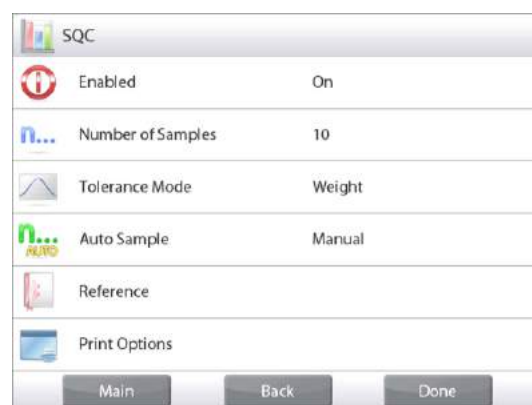 SQC
Enabled On
n... Number of Samples 10
Tolerance Mode Weight
n... AUTO Auto Sample Manual
Reference
Print Options
Main Back Done